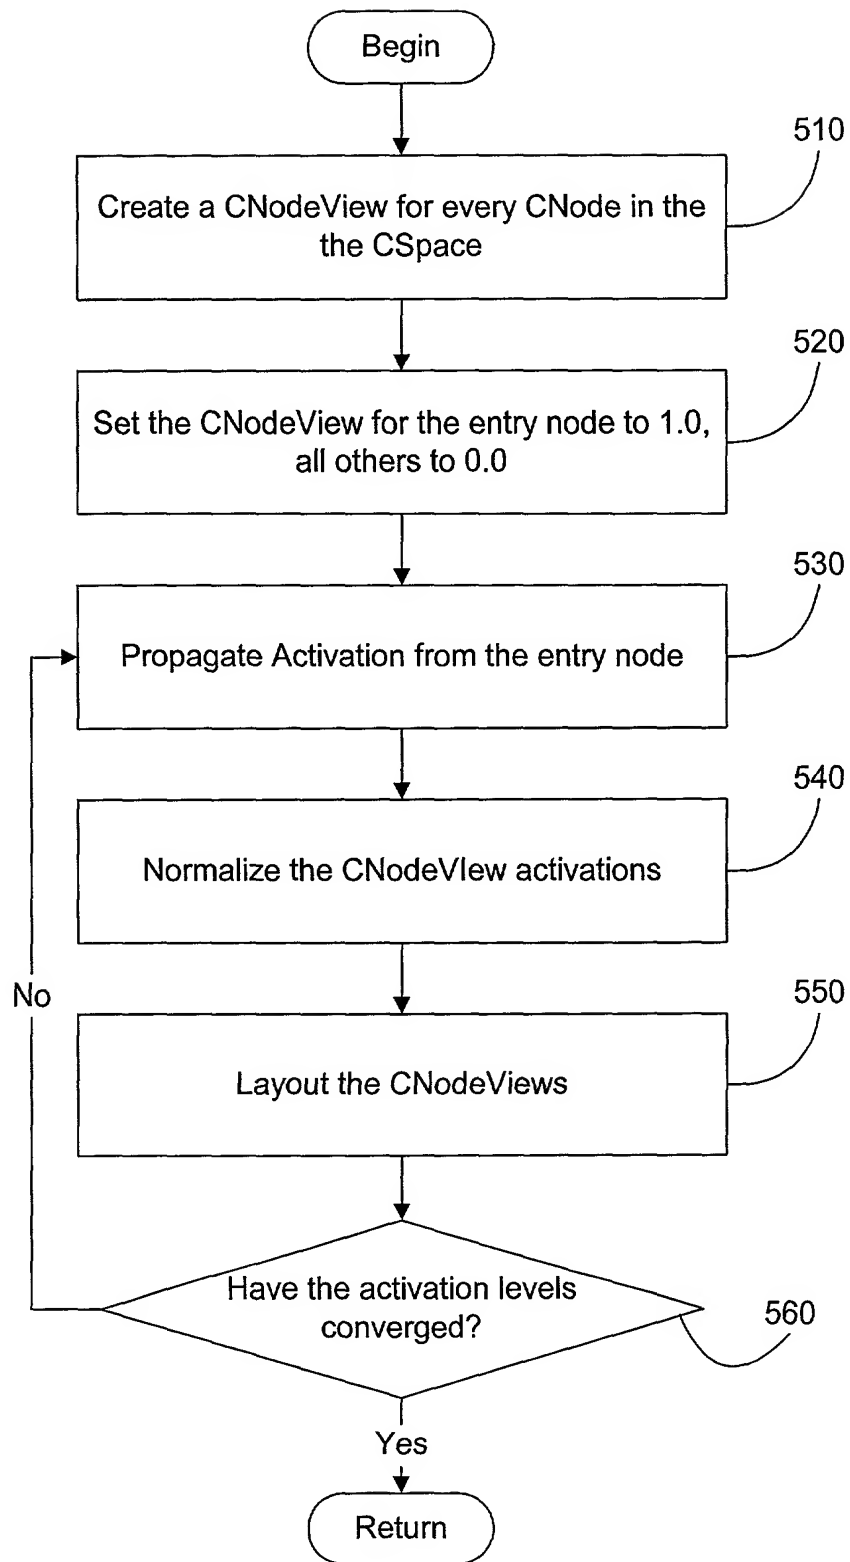 Begin
510
Create a CNodeView for every CNode in the
the CSpace
520
Set the CNodeView for the entry node to 1.0,
all others to 0.0
530
Propagate Activation from the entry node
540
Normalize the CNodeVIew activations
No
550
Layout the CNodeViews
Have the activation levels
converged?
560
Yes
Return